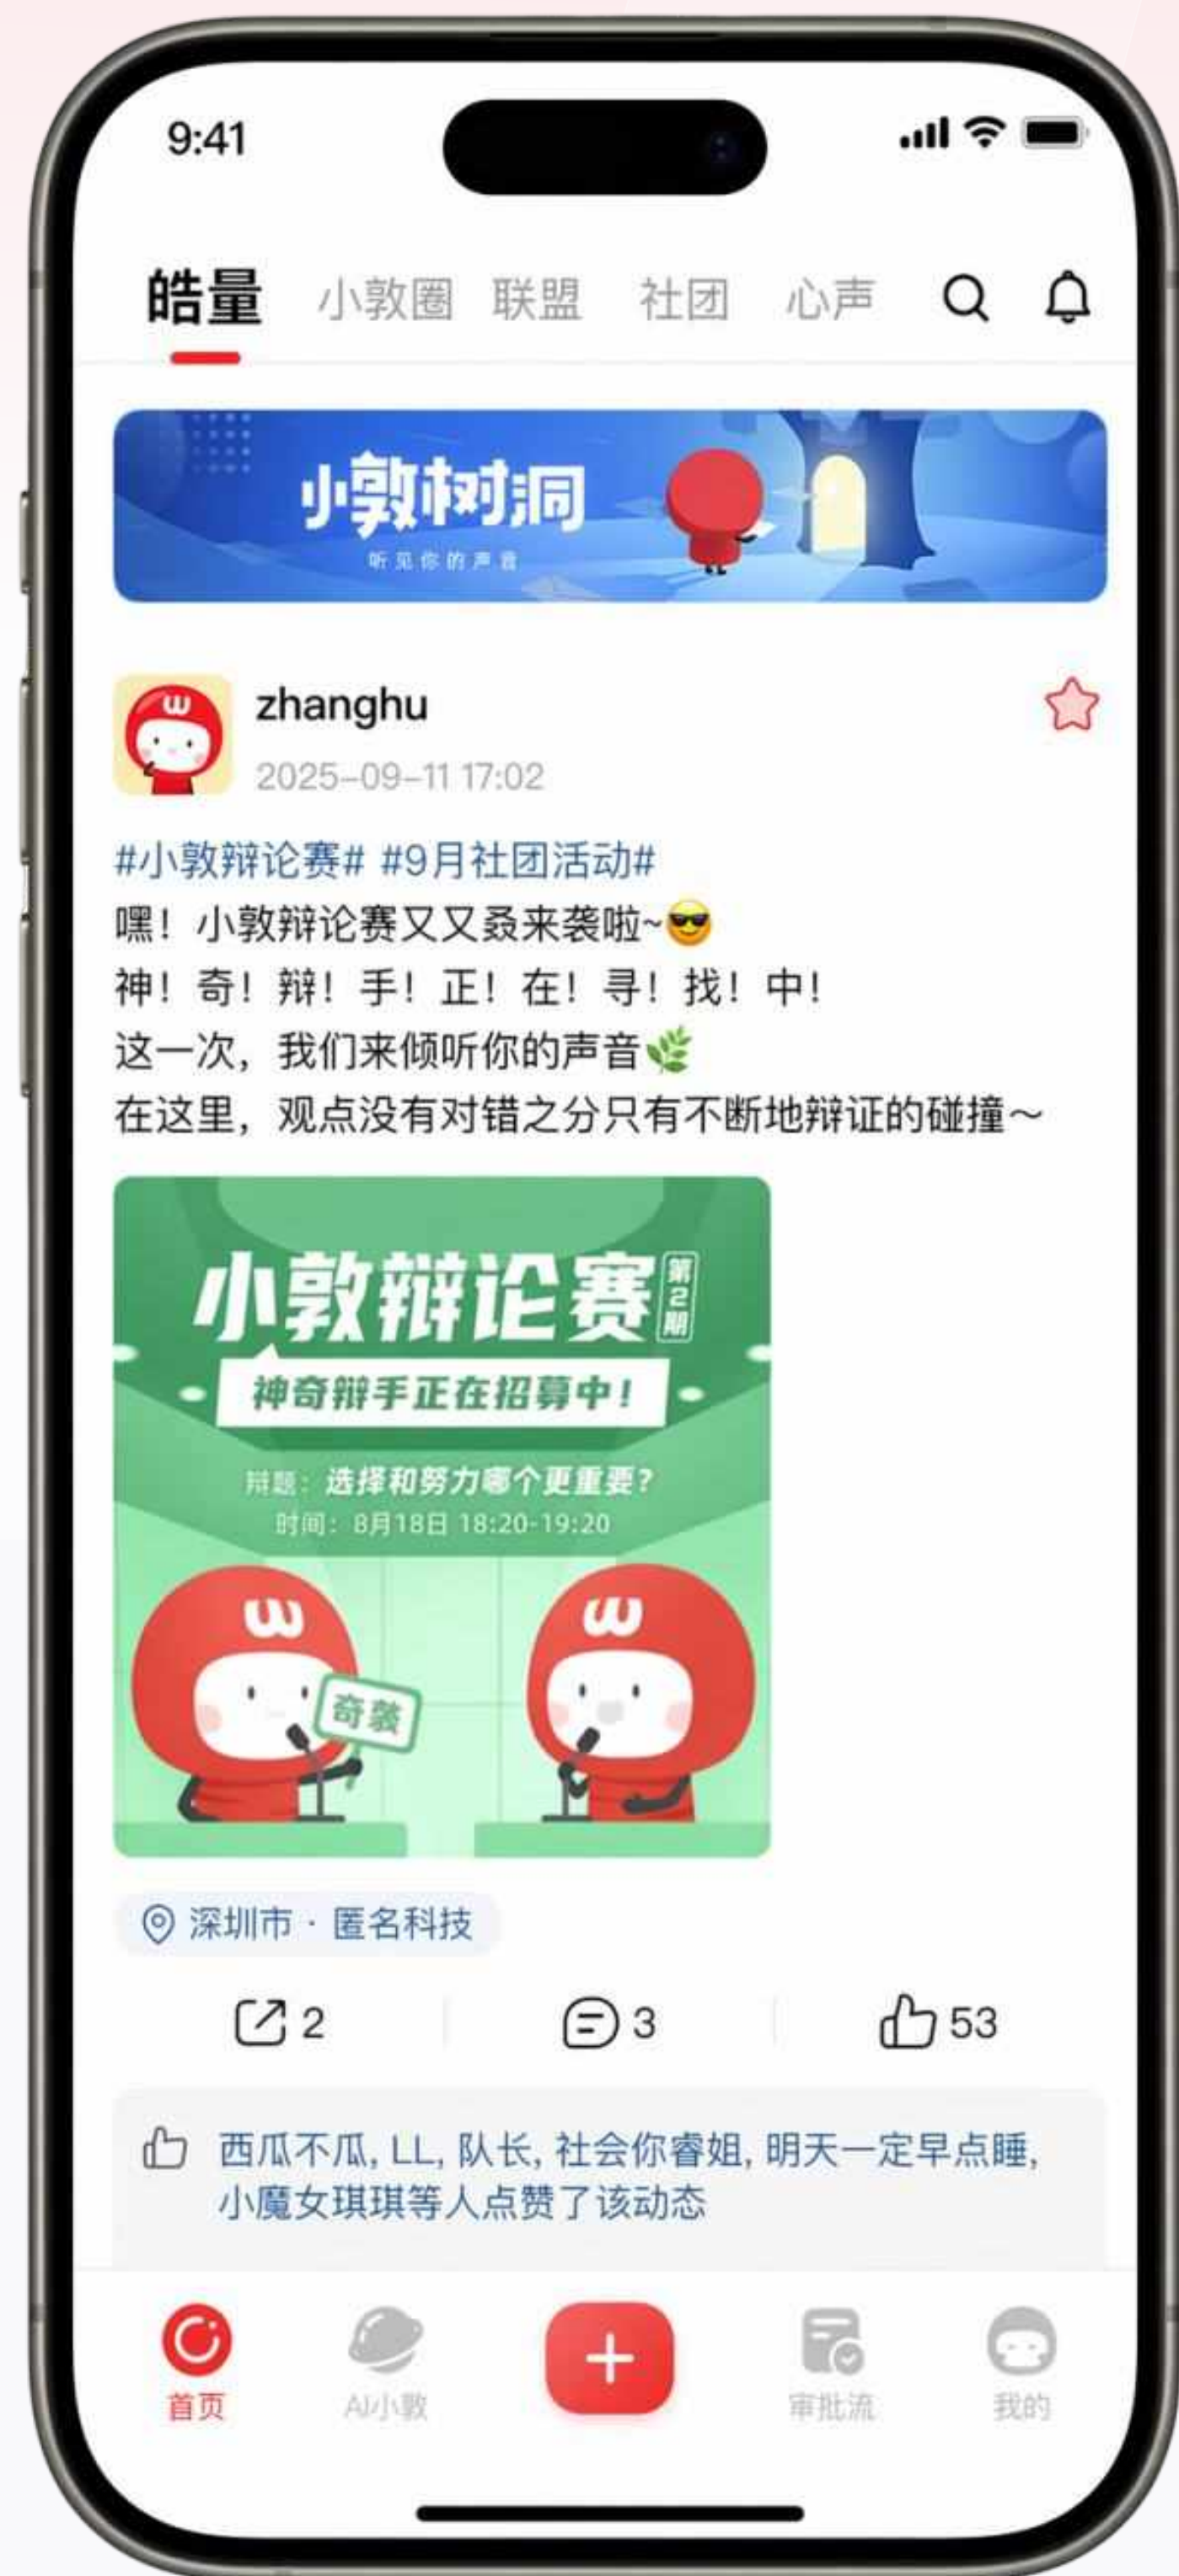 9:41
皓量 小敦圈 联盟 社团 心声
小敦树洞
听见你的声音
zhanghu
2025-09-11 17:02
#小敦辩论赛# #9月社团活动#
嘿！小敦辩论赛又又叒来袭啦~😎
神！奇！辩！手！正！在！寻！找！中！
这一次，我们来倾听你的声音🌿
在这里，观点没有对错之分只有不断地辩证的碰撞～
小敦辩论赛 第2期
神奇辩手正在招募中！
辩题：选择和努力哪个更重要？
时间：8月18日 18:20-19:20
奇装
深圳市 · 匿名科技
2 3 53
西瓜不瓜, LL, 队长, 社会你睿姐, 明天一定早点睡,
小魔女琪琪等人点赞了该动态
首页 AI小敦 审批流 我的